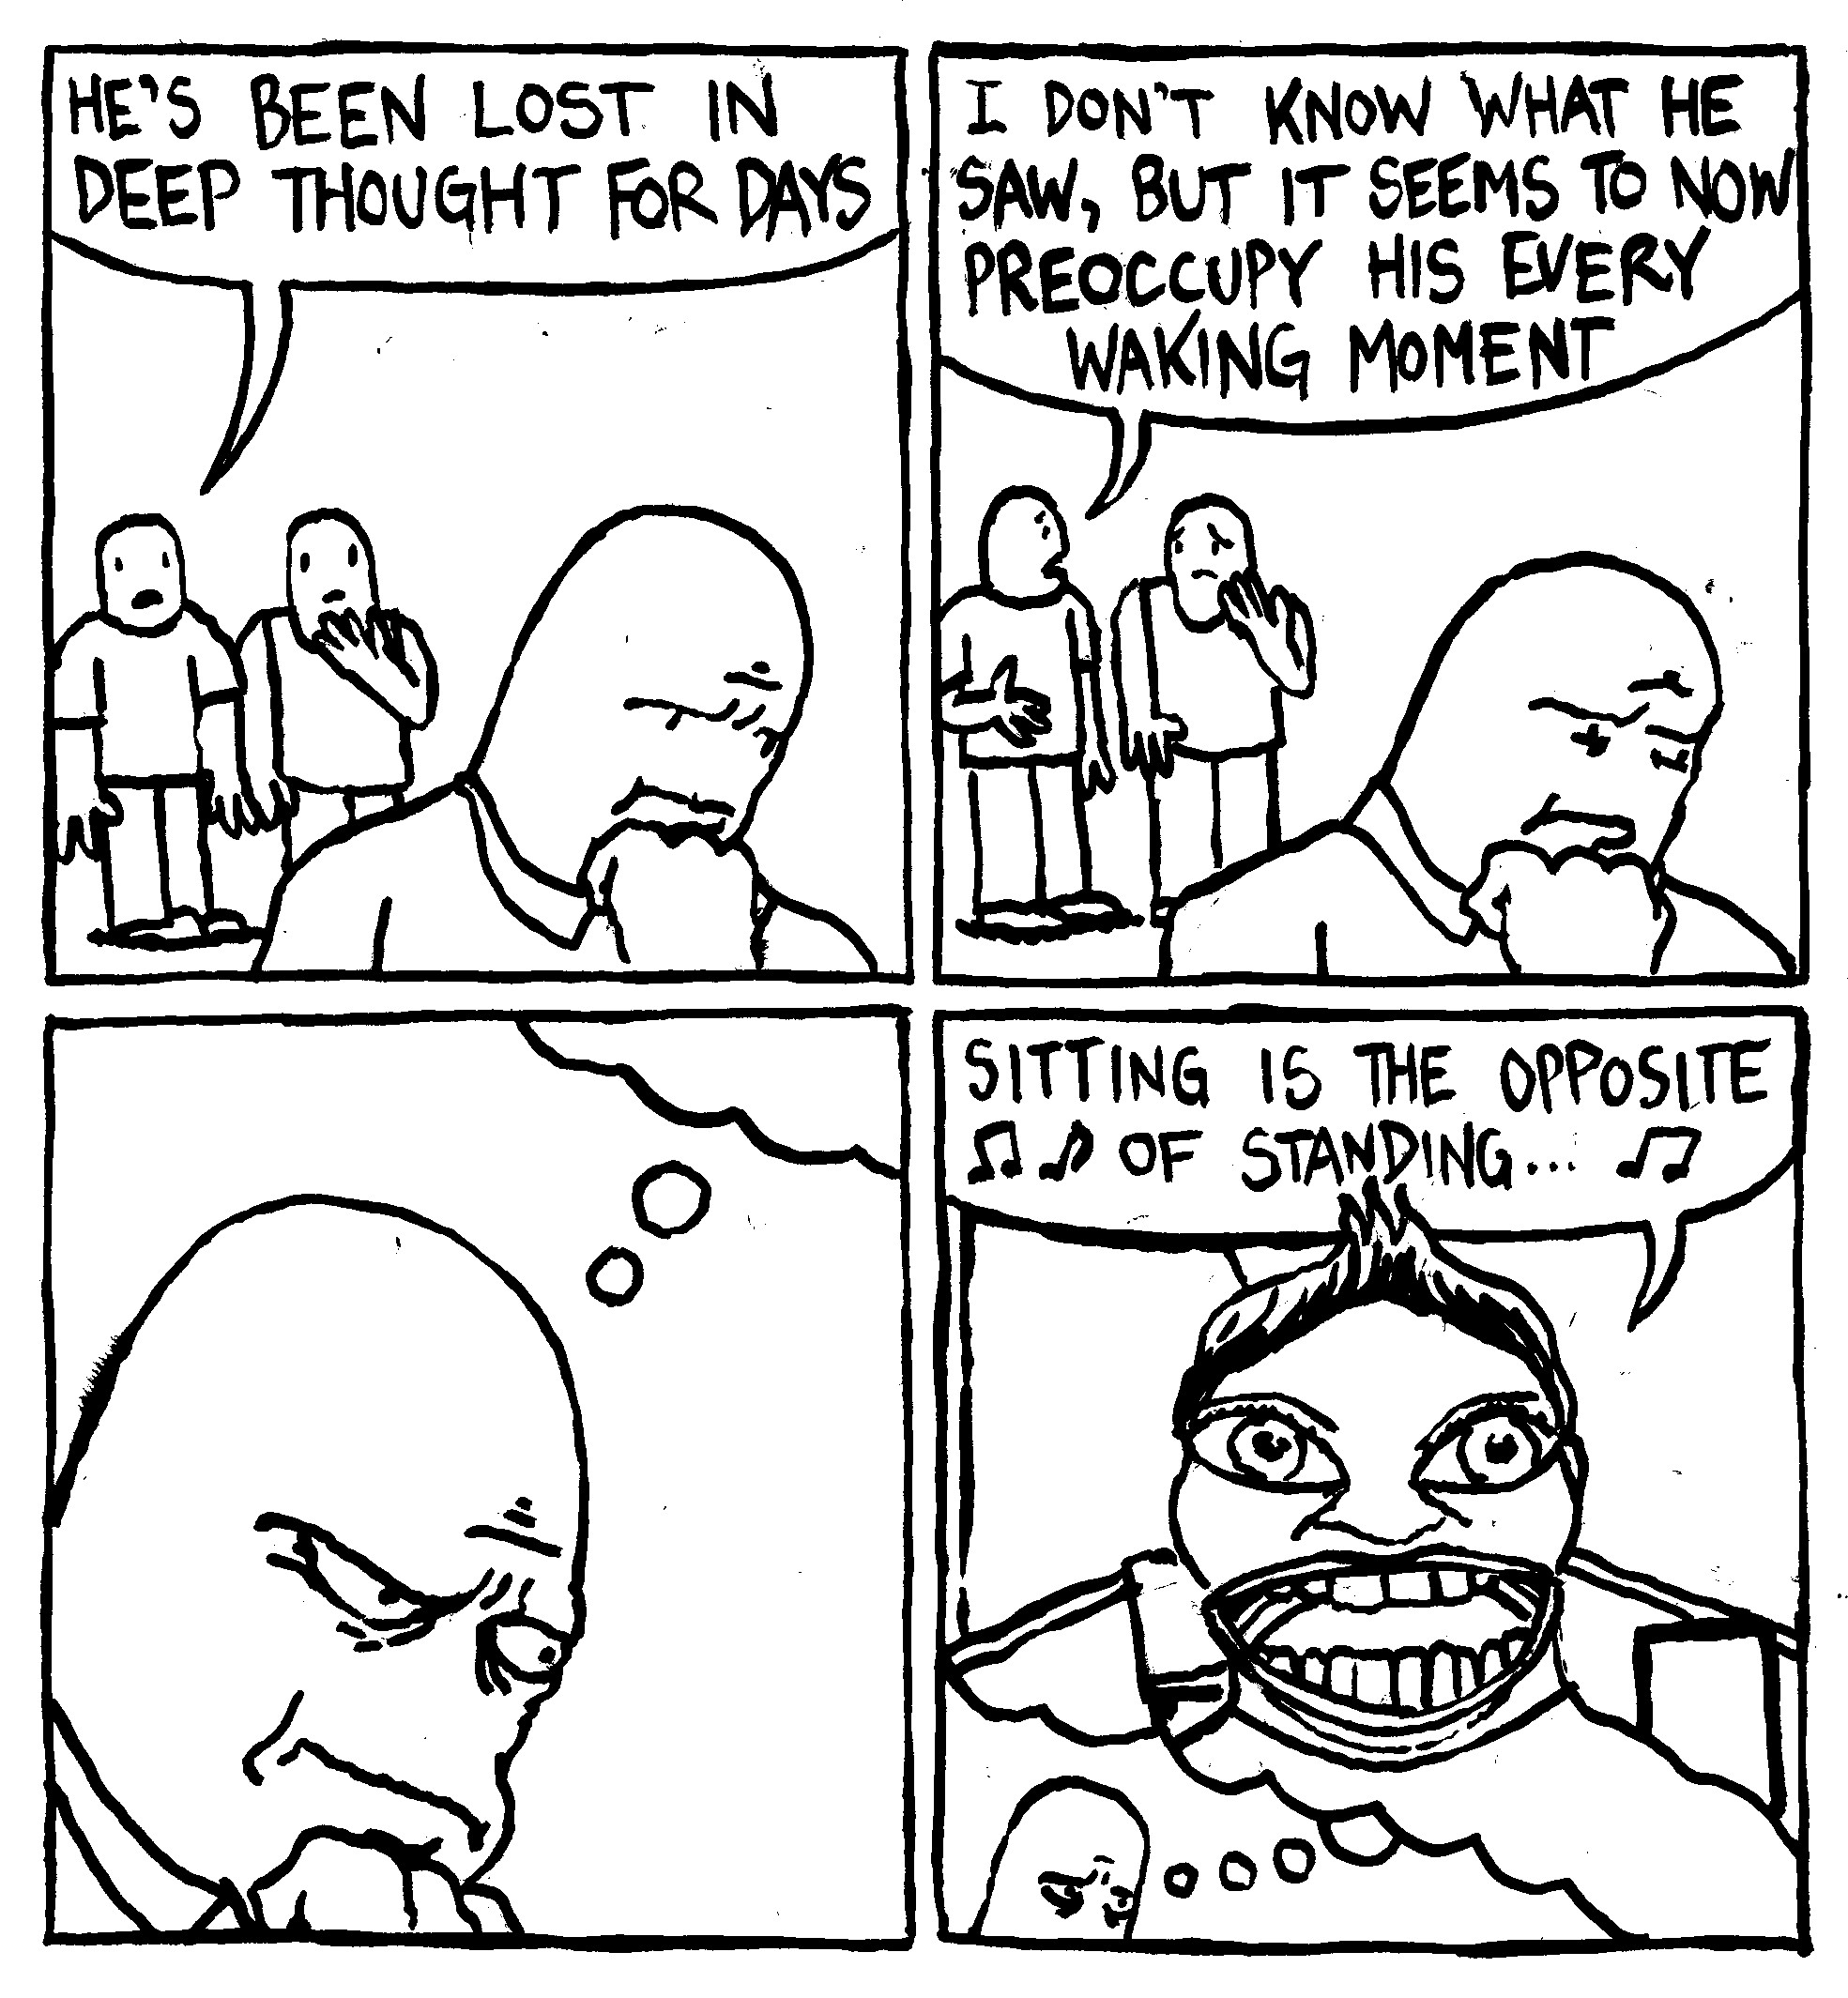 HE'S BEEN LOST IN
DEEP THOUGHT FOR DAYS
I DON'T KNOW WHAT HE
SAW, BUT IT SEEMS TO NOW
PREOCCUPY HIS EVERY
WAKING MOMENT
SITTING IS THE OPPOSITE
♫ ♪ OF STANDING... ♫